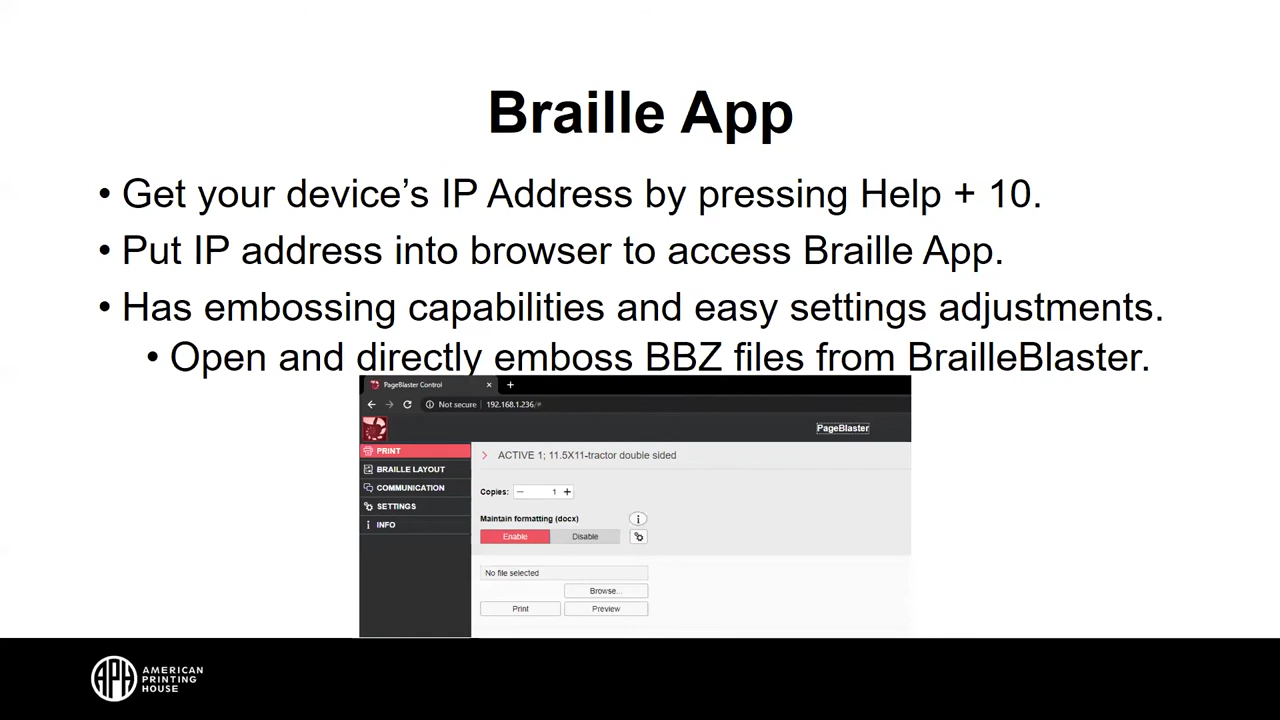 Braille App
• Get your device’s IP Address by pressing Help + 10.
• Put IP address into browser to access Braille App.
• Has embossing capabilities and easy settings adjustments.
• Open and directly emboss BBZ files from BrailleBlaster.
PageBlaster Control
Not secure 192.168.1.236/#
PageBlaster
PRINT
BRAILLE LAYOUT
COMMUNICATION
SETTINGS
INFO
ACTIVE 1; 11.5X11-tractor double sided
Copies: 1
Maintain formatting (docx)
Enable Disable
No file selected
Browse...
Print Preview
APH
AMERICAN
PRINTING
HOUSE